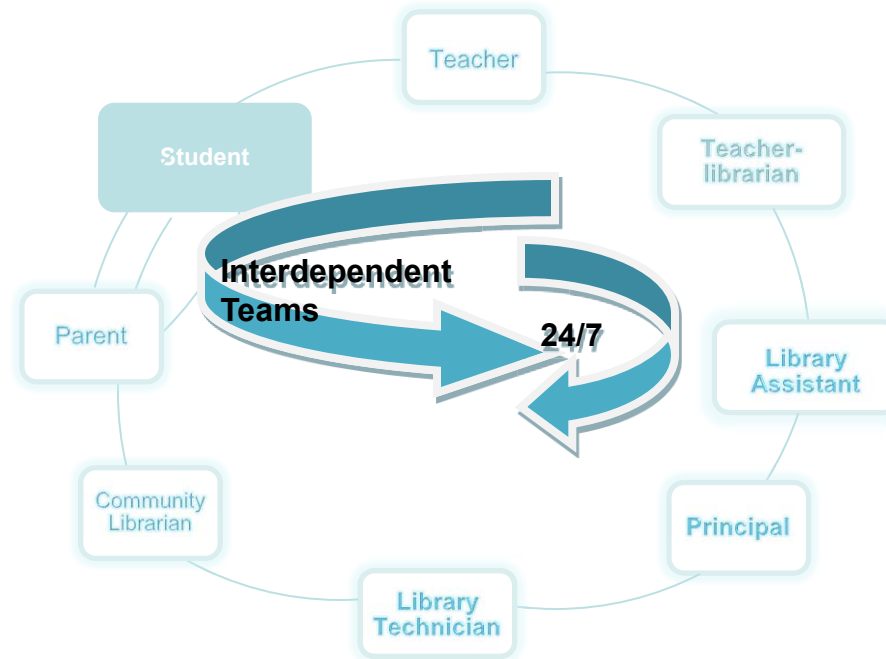 Teacher
Student
Teacher-
librarian
Interdependent
Teams
24/7
Parent
Library
Assistant
Community
Librarian
Principal
Library
Technician